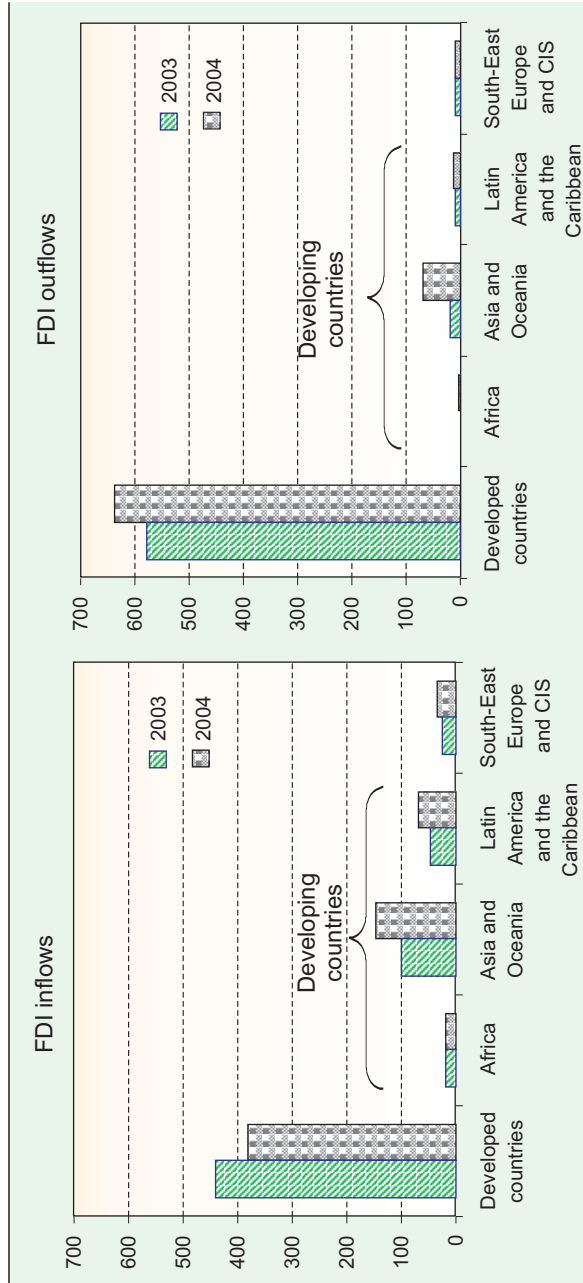 FDI inflows
700
600
500
400
300
200
100
0
2003
2004
Developing
countries
Developed
countries
Africa
Asia and
Oceania
Latin
America
and the
Caribbean
South-East
Europe
and CIS
FDI outflows
700
600
500
400
300
200
100
0
2003
2004
Developing
countries
Developed
countries
Africa
Asia and
Oceania
Latin
America
and the
Caribbean
South-East
Europe
and CIS